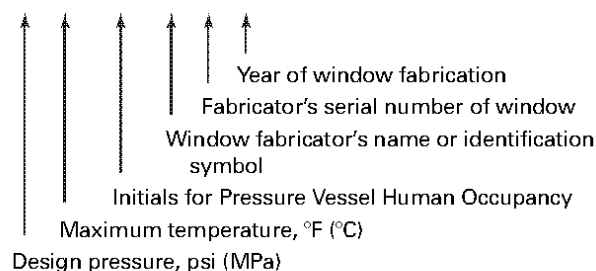 Year of window fabrication
Fabricator's serial number of window
Window fabricator's name or identification
symbol
Initials for Pressure Vessel Human Occupancy
Maximum temperature, °F (°C)
Design pressure, psi (MPa)